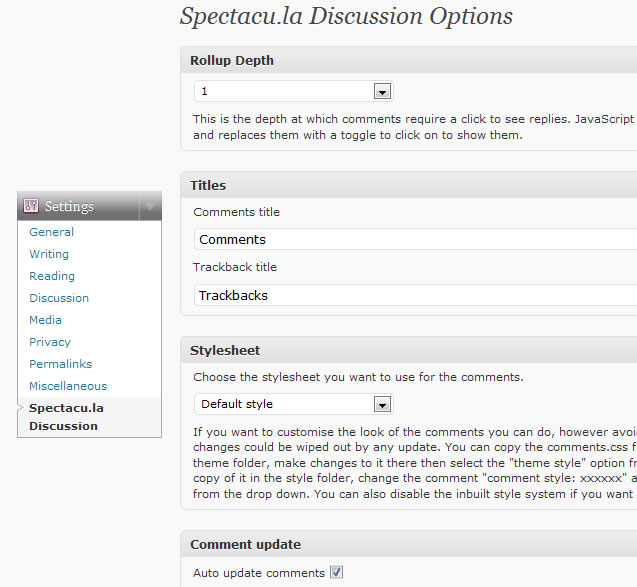 Spectacu.la Discussion Options
Rollup Depth
1
This is the depth at which comments require a click to see replies. JavaScript
and replaces them with a toggle to click on to show them.
Titles
Comments title
Comments
Trackback title
Trackbacks
Stylesheet
Choose the stylesheet you want to use for the comments.
Default style
If you want to customise the look of the comments you can do, however avoi
changes could be wiped out by any update. You can copy the comments.css f
theme folder, make changes to it there then select the "theme style" option fr
copy of it in the style folder, change the comment "comment style: xxxxxx" a
from the drop down. You can also disable the inbuilt style system if you want
Comment update
Auto update comments
Settings
General
Writing
Reading
Discussion
Media
Privacy
Permalinks
Miscellaneous
Spectacu.la
Discussion